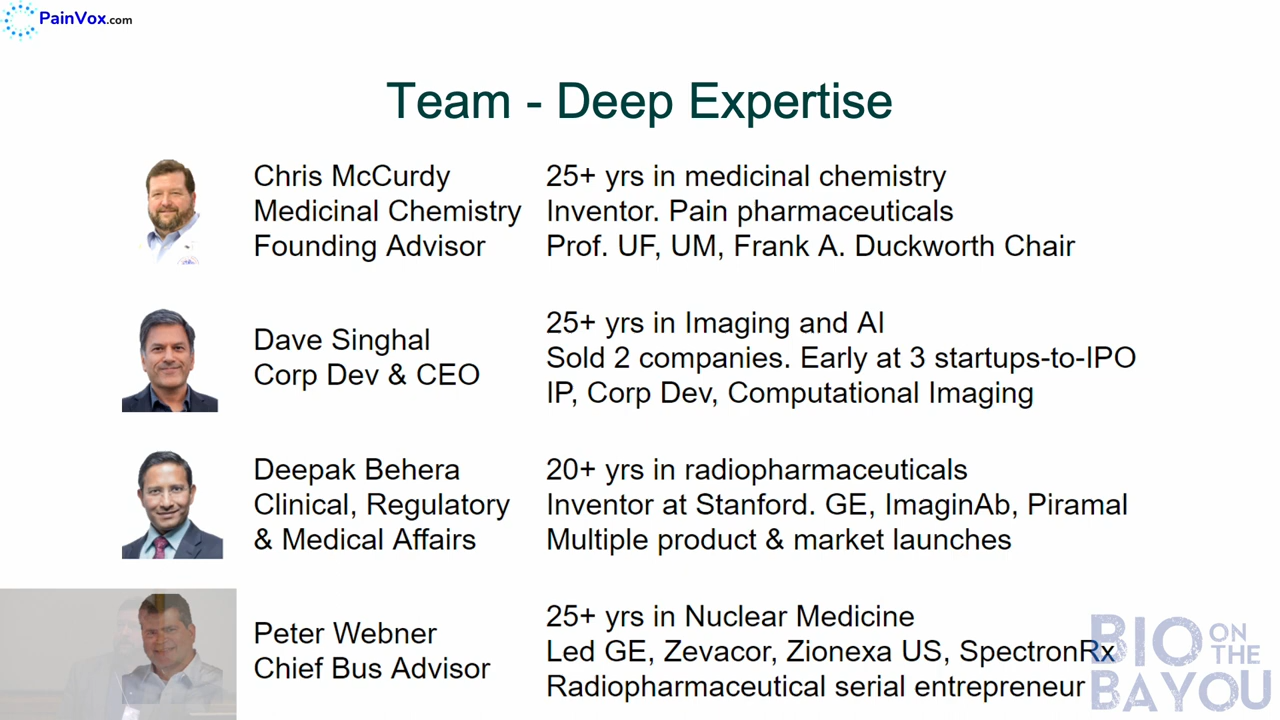 PainVox.com
Team - Deep Expertise
Chris McCurdy
Medicinal Chemistry
Founding Advisor
25+ yrs in medicinal chemistry
Inventor. Pain pharmaceuticals
Prof. UF, UM, Frank A. Duckworth Chair
Dave Singhal
Corp Dev & CEO
25+ yrs in Imaging and AI
Sold 2 companies. Early at 3 startups-to-IPO
IP, Corp Dev, Computational Imaging
Deepak Behera
Clinical, Regulatory
& Medical Affairs
20+ yrs in radiopharmaceuticals
Inventor at Stanford. GE, ImaginAb, Piramal
Multiple product & market launches
Peter Webner
Chief Bus Advisor
25+ yrs in Nuclear Medicine
Led GE, Zevacor, Zionexa US, SpectronRx
Radiopharmaceutical serial entrepreneur
BIO ON THE
BAYOU